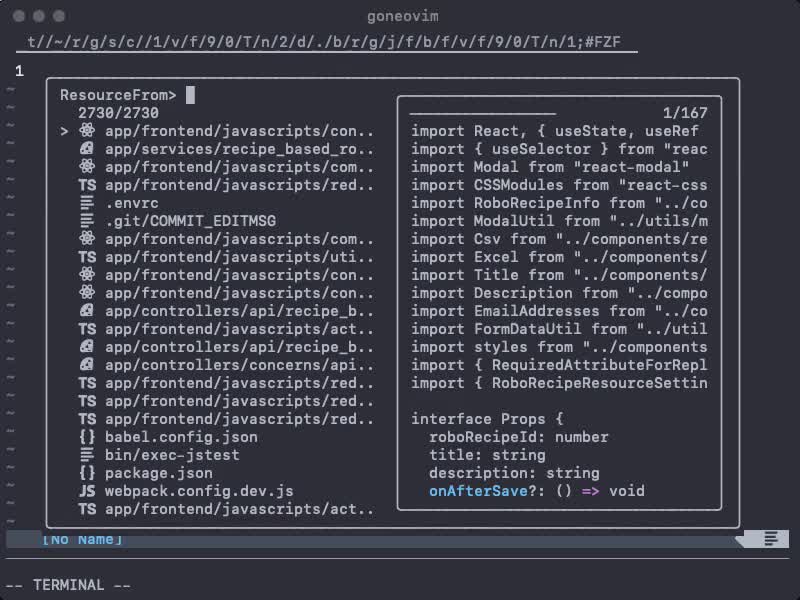 goneovim
t//~/r/g/s/c//1/v/f/9/0/T/n/2/d/./b/r/g/j/f/b/f/v/f/9/0/T/n/1;#FZF
1
ResourceFrom>
2730/2730
> app/frontend/javascripts/con..
app/services/recipe_based_ro..
app/frontend/javascripts/com..
TS app/frontend/javascripts/red..
.envrc
.git/COMMIT_EDITMSG
app/frontend/javascripts/com..
TS app/frontend/javascripts/uti..
app/frontend/javascripts/con..
app/frontend/javascripts/con..
app/controllers/api/recipe_b..
TS app/frontend/javascripts/act..
app/controllers/api/recipe_b..
app/controllers/concerns/api..
TS app/frontend/javascripts/red..
TS app/frontend/javascripts/red..
TS app/frontend/javascripts/red..
{} babel.config.json
bin/exec-jstest
{} package.json
JS webpack.config.dev.js
TS app/frontend/javascripts/act..
1/167
import React, { useState, useRef
import { useSelector } from "reac
import Modal from "react-modal"
import CSSModules from "react-css
import RoboRecipeInfo from "../co
import ModalUtil from "../utils/m
import Csv from "../components/re
import Excel from "../components/
import Title from "../components/
import Description from "../compo
import EmailAddresses from "../co
import FormDataUtil from "../util
import styles from "../components
import { RequiredAttributeForRepl
import { RoboRecipeResourceSettin
interface Props {
roboRecipeId: number
title: string
description: string
onAfterSave?: () => void
[No Name]
-- TERMINAL --